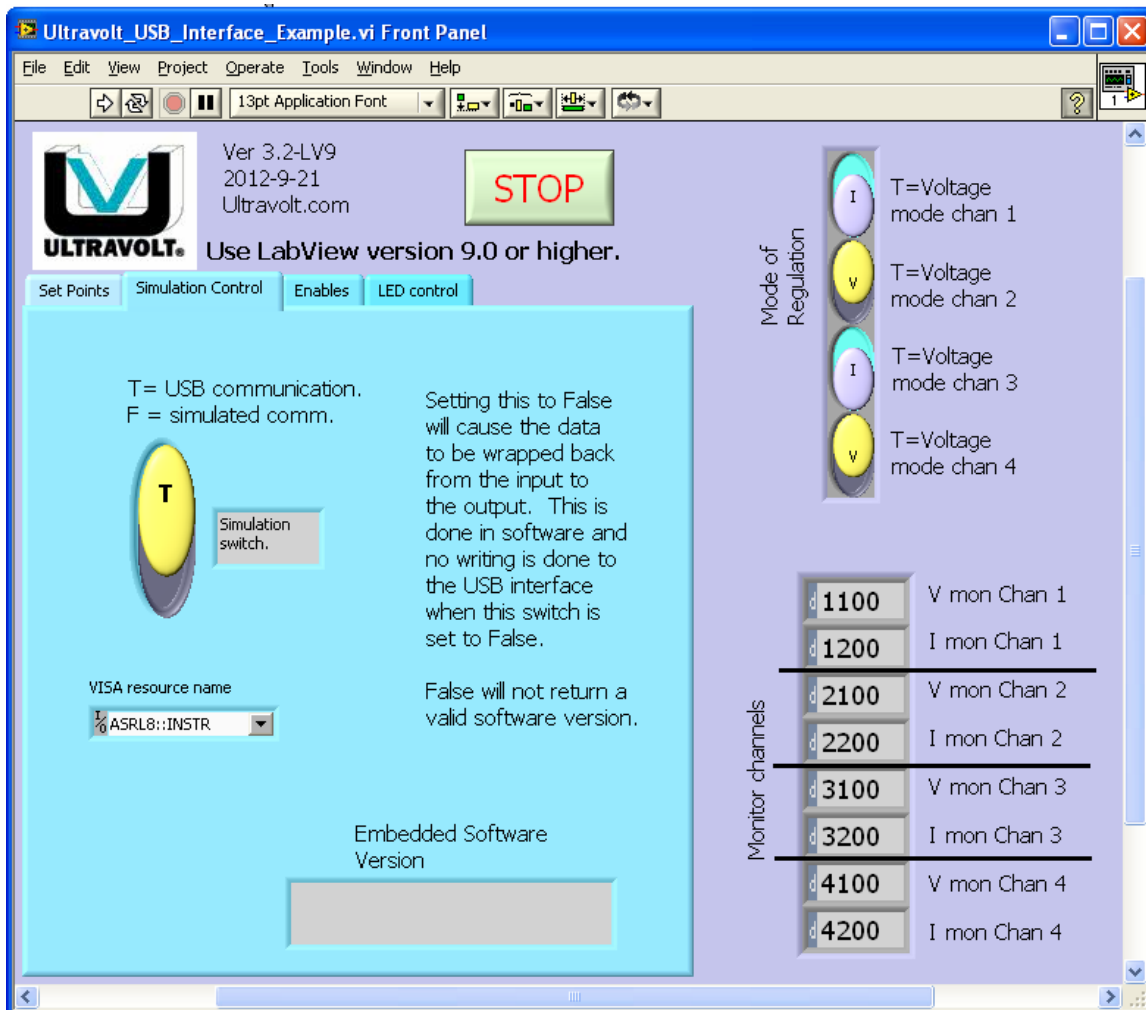 Ultravolt_USB_Interface_Example.vi Front Panel
File Edit View Project Operate Tools Window Help
13pt Application Font
1
ULTRAVOLT®
Ver 3.2-LV9
2012-9-21
Ultravolt.com
STOP
Use LabView version 9.0 or higher.
Set Points Simulation Control Enables LED control
T= USB communication.
F = simulated comm.
T
Simulation
switch.
Setting this to False
will cause the data
to be wrapped back
from the input to
the output. This is
done in software and
no writing is done to
the USB interface
when this switch is
set to False.
False will not return a
valid software version.
VISA resource name
I/O ASRL8::INSTR
Embedded Software
Version
Mode of
Regulation
I
T=Voltage
mode chan 1
V
T=Voltage
mode chan 2
I
T=Voltage
mode chan 3
V
T=Voltage
mode chan 4
Monitor channels
d 1100 V mon Chan 1
d 1200 I mon Chan 1
d 2100 V mon Chan 2
d 2200 I mon Chan 2
d 3100 V mon Chan 3
d 3200 I mon Chan 3
d 4100 V mon Chan 4
d 4200 I mon Chan 4